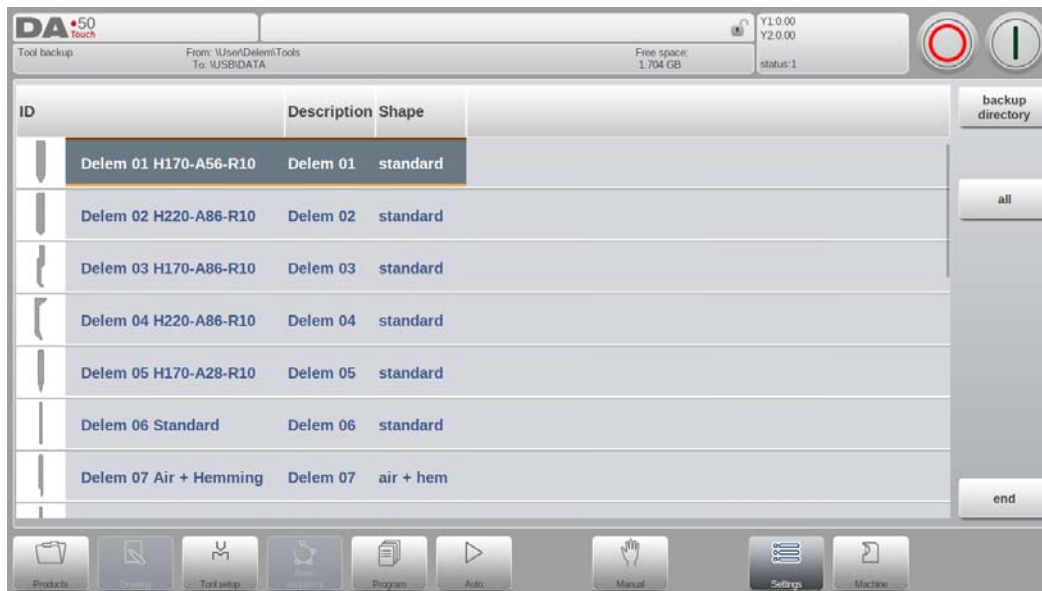 DA•50
Touch
Y1:0.00
Y2:0.00
Tool backup
From: \User\Delem\Tools
To: \USB\DATA
Free space:
1.704 GB
status:1
ID Description Shape
backup
directory
Delem 01 H170-A56-R10 Delem 01 standard
all
Delem 02 H220-A86-R10 Delem 02 standard
Delem 03 H170-A86-R10 Delem 03 standard
Delem 04 H220-A86-R10 Delem 04 standard
Delem 05 H170-A28-R10 Delem 05 standard
Delem 06 Standard Delem 06 standard
Delem 07 Air + Hemming Delem 07 air + hem
end
Products Drawing Tool setup Bend
sequence Program Auto Manual Settings Machine